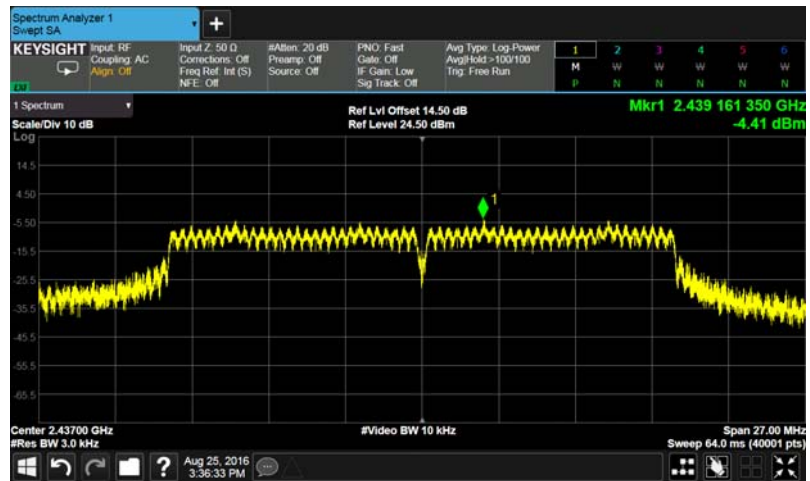 Spectrum Analyzer 1
Swept SA
+
KEYSIGHT
Input: RF
Coupling: AC
Align: Off
Input Z: 50 Ω
Corrections: Off
Freq Ref: Int (S)
NFE: Off
#Atten: 20 dB
Preamp: Off
Source: Off
PNO: Fast
Gate: Off
IF Gain: Low
Sig Track: Off
Avg Type: Log-Power
Avg|Hold:>100/100
Trig: Free Run
1 2 3 4 5 6
M W W W W W
P N N N N N
LXI
1 Spectrum
Scale/Div 10 dB
Ref Lvl Offset 14.50 dB
Ref Level 24.50 dBm
Mkr1 2.439 161 350 GHz
-4.41 dBm
Log
14.5
4.50
1
-5.50
-15.5
-25.5
-35.5
-45.5
-55.5
-65.5
Center 2.43700 GHz
#Video BW 10 kHz
Span 27.00 MHz
#Res BW 3.0 kHz
Sweep 64.0 ms (40001 pts)
?
Aug 25, 2016
3:36:33 PM